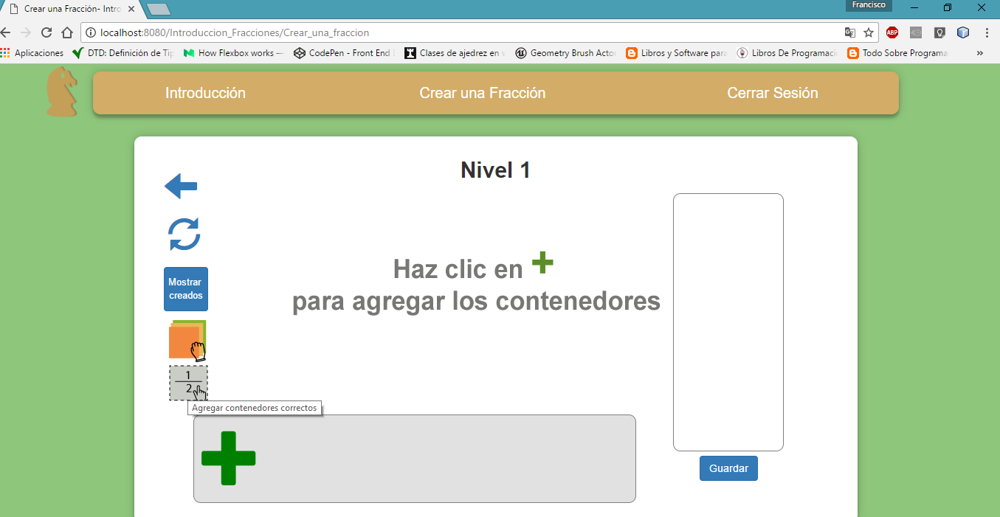 Crear una Fracción- Intro
Francisco
localhost:8080/Introduccion_Fracciones/Crear_una_fraccion
ABP
Aplicaciones
DTD: Definición de Tip
How Flexbox works —
CodePen - Front End
Clases de ajedrez en v
Geometry Brush Actor
Libros y Software para
Libros De Programaci
Todo Sobre Programa
»
Introducción
Crear una Fracción
Cerrar Sesión
Nivel 1
Haz clic en +
para agregar los contenedores
Mostrar
creados
1
2
Agregar contenedores correctos
Guardar